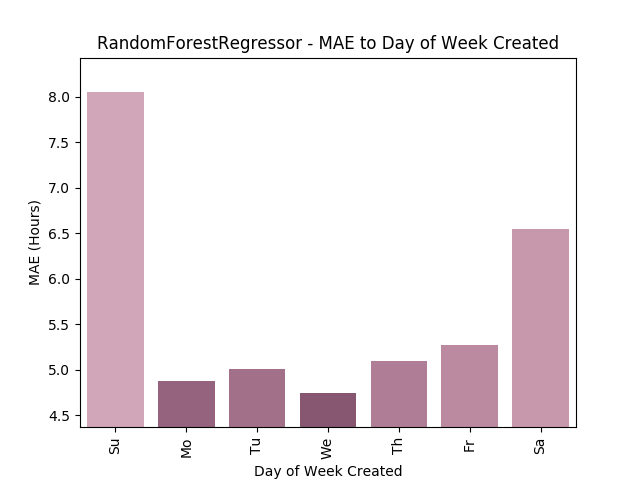 RandomForestRegressor - MAE to Day of Week Created
MAE (Hours)
8.0
7.5
7.0
6.5
6.0
5.5
5.0
4.5
Su
Mo
Tu
We
Th
Fr
Sa
Day of Week Created